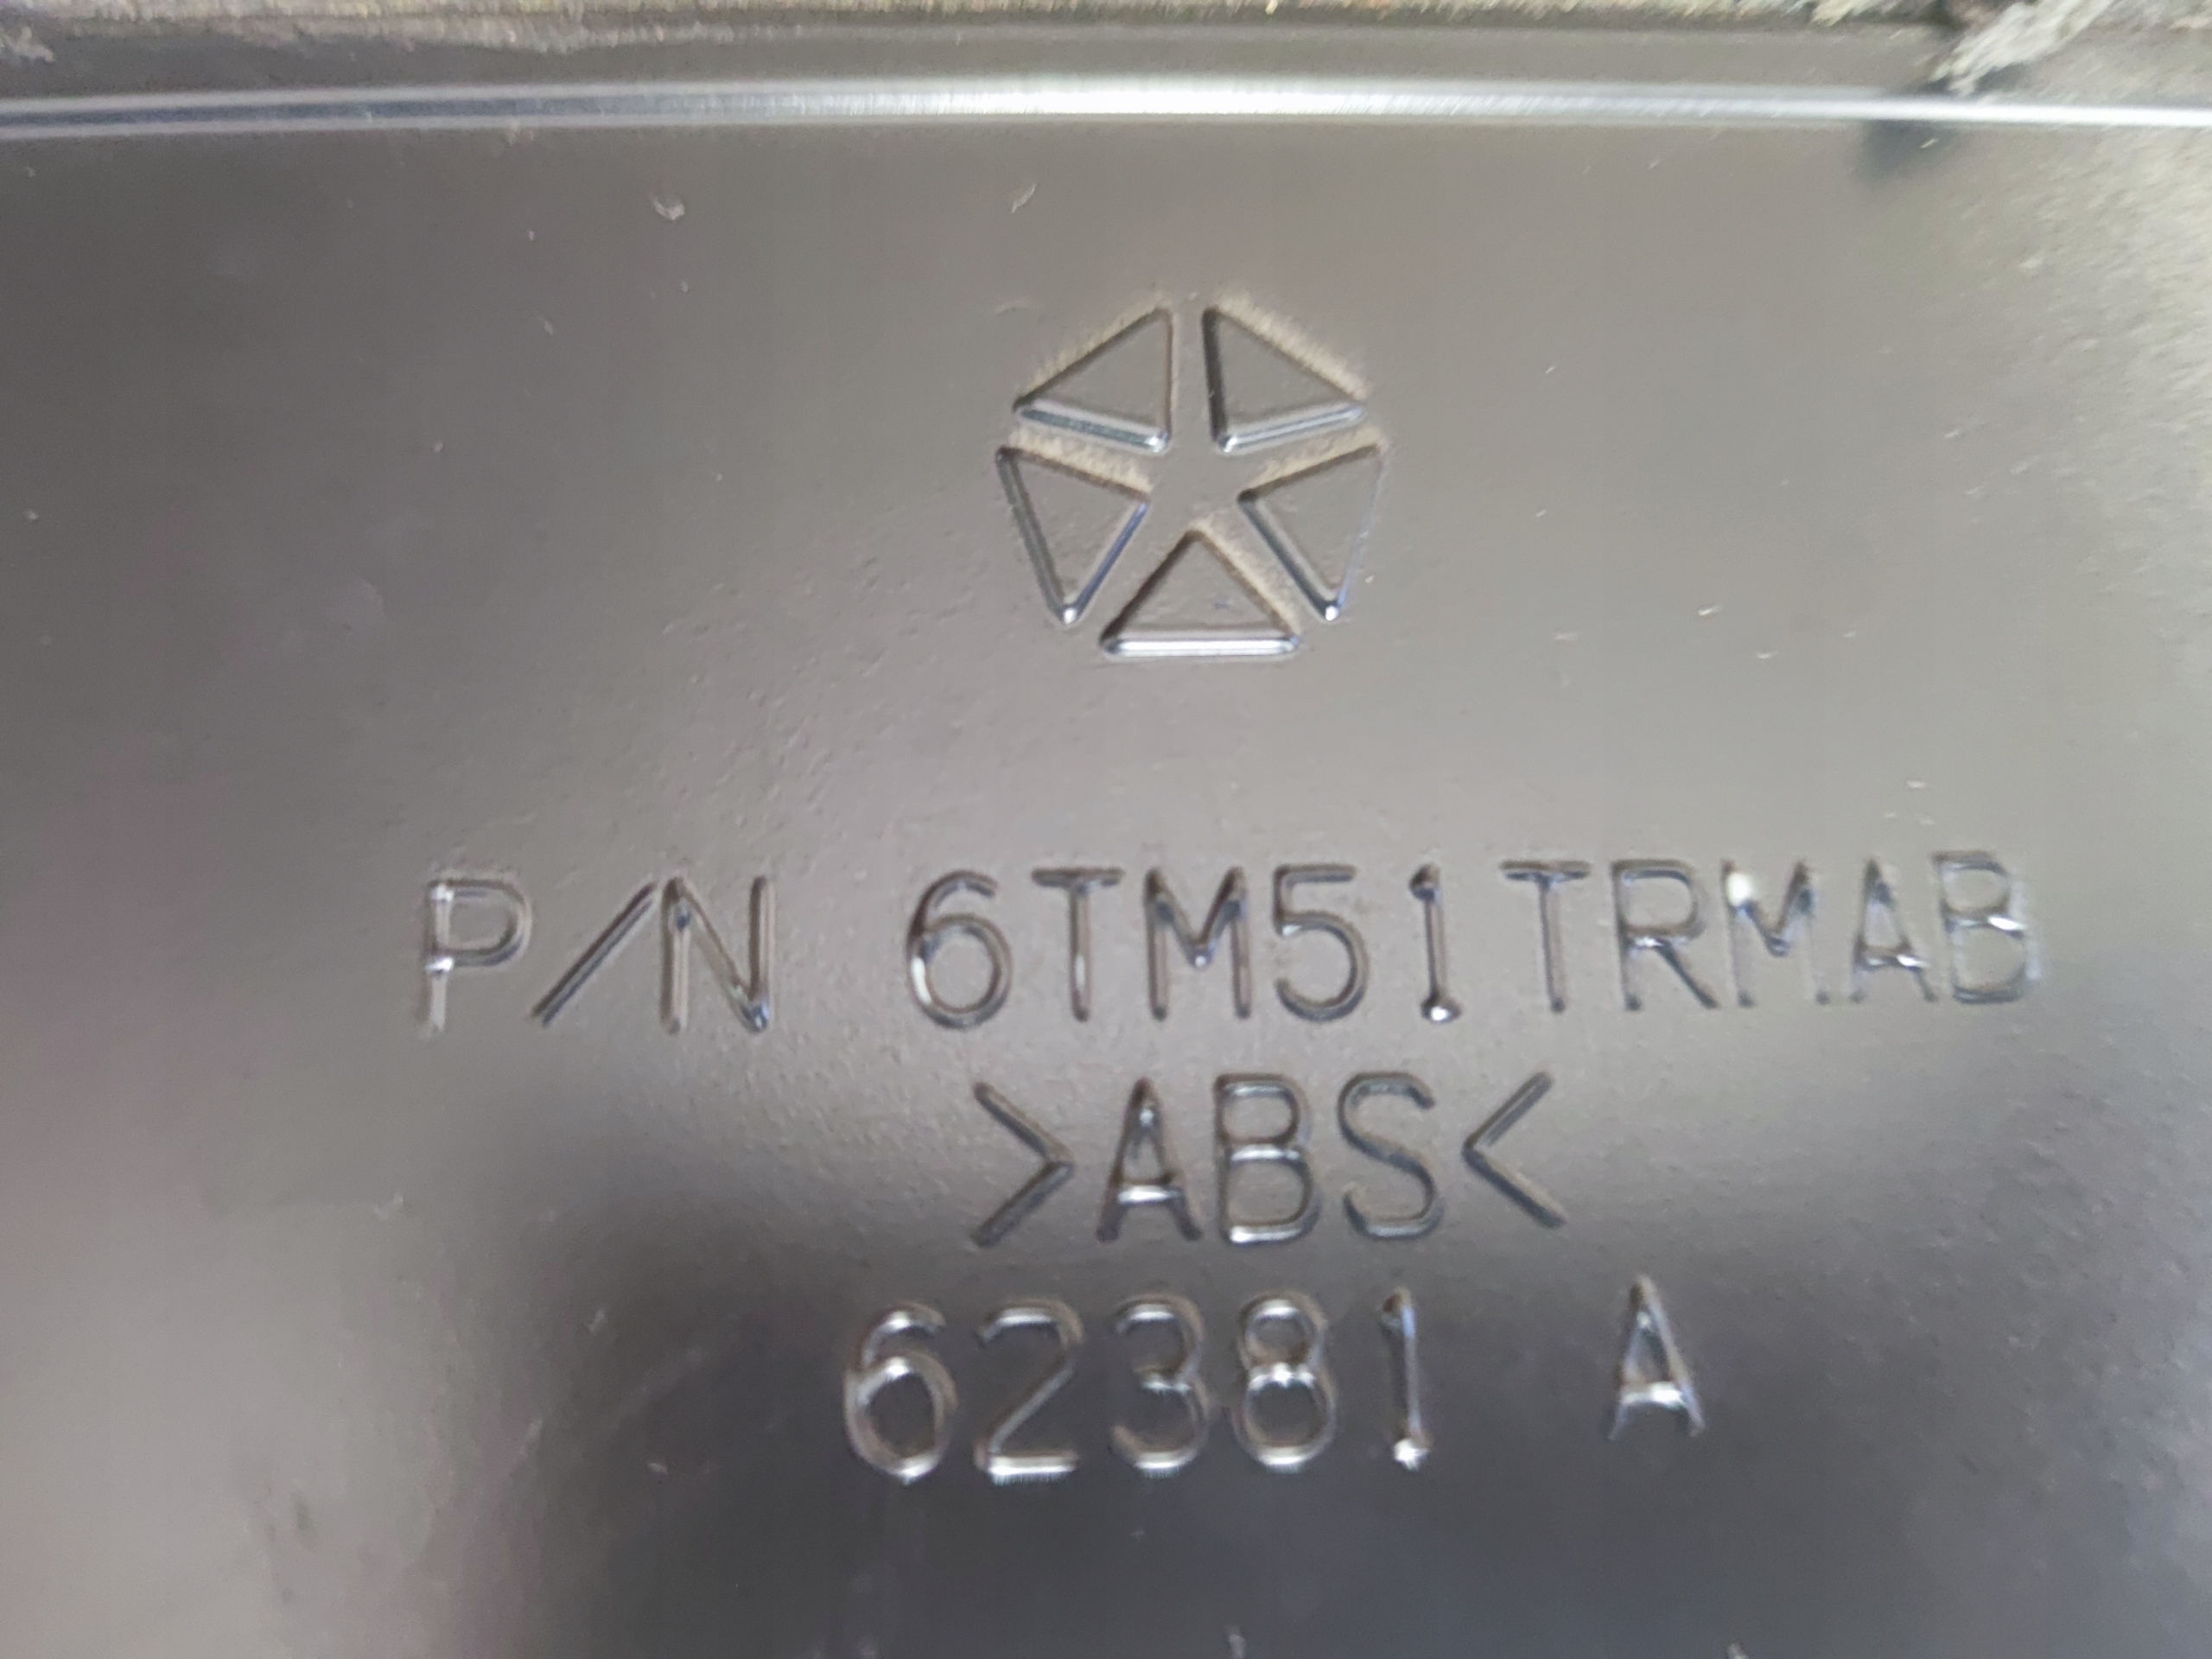 P/N 6TM51TRMAB
>ABS<
62381 A